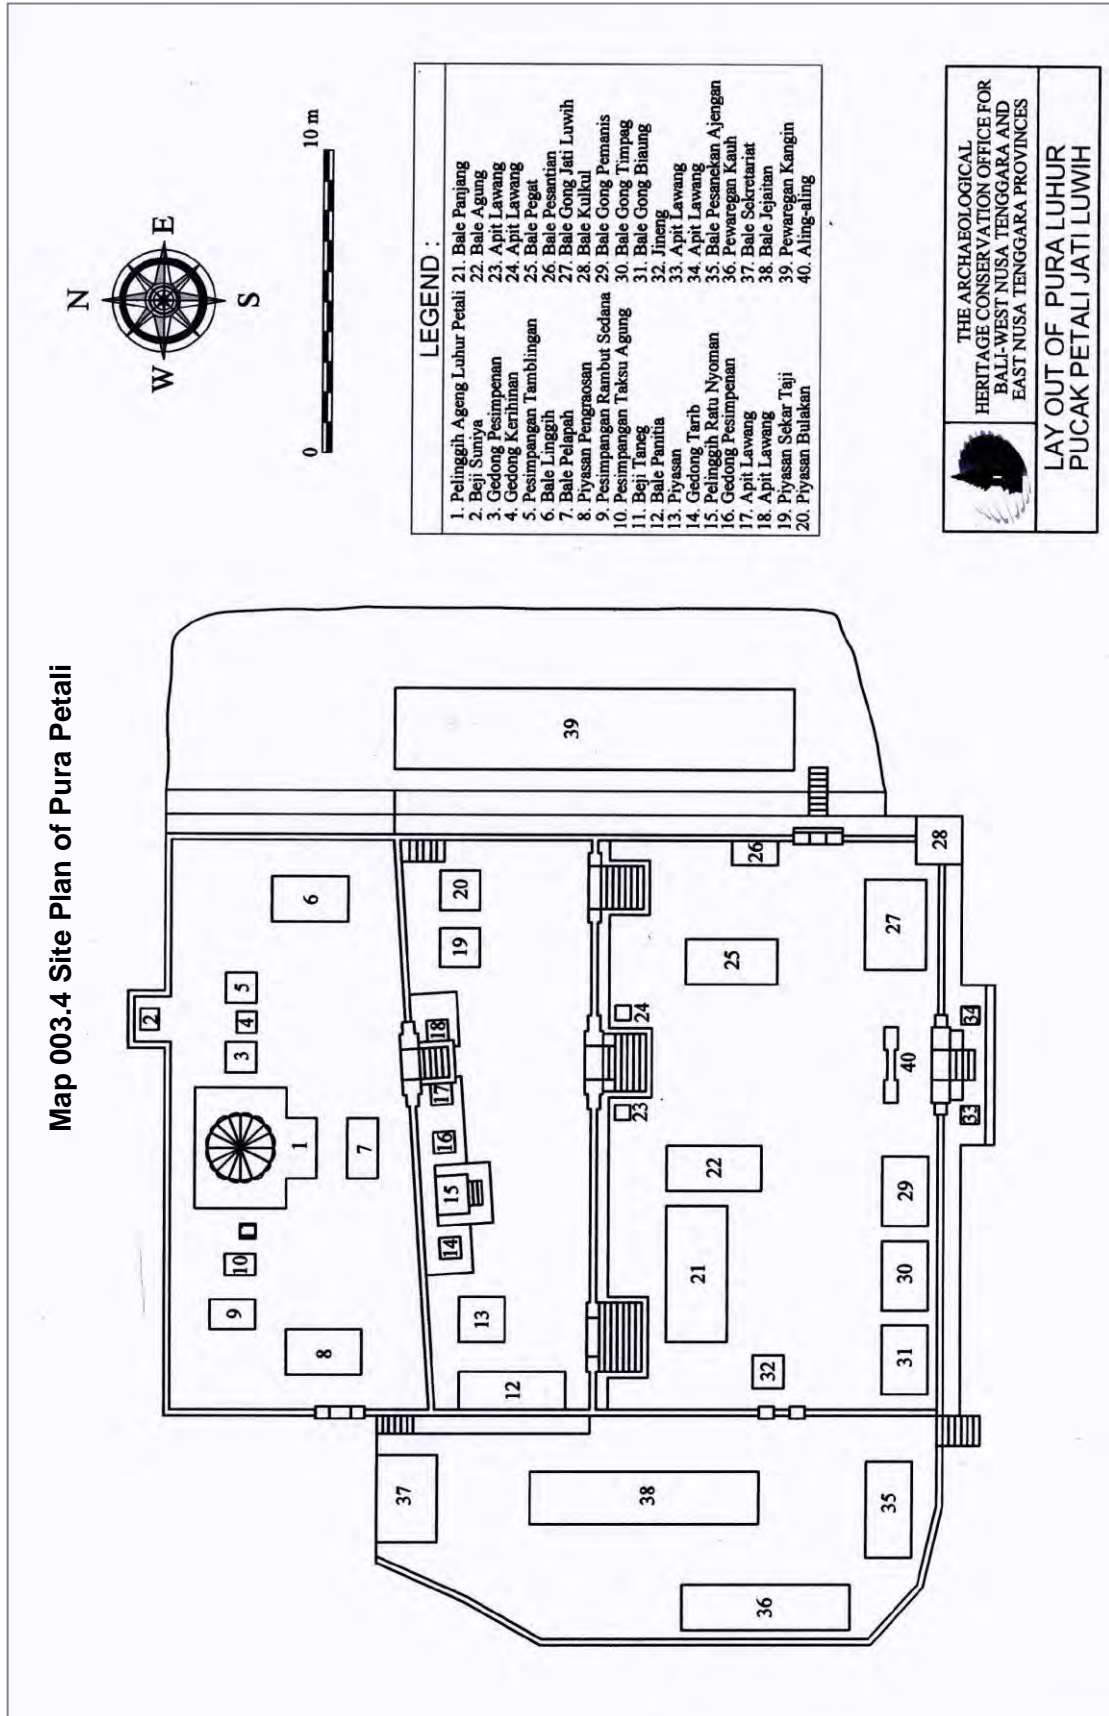 Map 003.4 Site Plan of Pura Petali
N
W
E
S
0
10 m
LEGEND :
1. Pelinggih Ageng Luhur Petali
2. Beji Suniya
3. Gedong Pesimpenan
4. Gedong Kerihinan
5. Pesimpangan Tamblingan
6. Bale Linggih
7. Bale Pelapah
8. Piyasan Pengraosan
9. Pesimpangan Rambut Sedana
10. Pesimpangan Taksu Agung
11. Beji Taneg
12. Bale Panitia
13. Piyasan
14. Gedong Tarib
15. Pelinggih Ratu Nyoman
16. Gedong Pesimpenan
17. Apit Lawang
18. Apit Lawang
19. Piyasan Sekar Taji
20. Piyasan Bulakan
21. Bale Panjang
22. Bale Agung
23. Apit Lawang
24. Apit Lawang
25. Bale Pegat
26. Bale Pesantian
27. Bale Gong Jati Luwih
28. Bale Kulkul
29. Bale Gong Pemanis
30. Bale Gong Timpag
31. Bale Gong Biaung
32. Jineng
33. Apit Lawang
34. Apit Lawang
35. Bale Pesanekan Ajengan
36. Pewaregan Kauh
37. Bale Sekretariat
38. Bale Jejaitan
39. Pewaregan Kangin
40. Aling-aling
THE ARCHAEOLOGICAL
HERITAGE CONSERVATION OFFICE FOR
BALI-WEST NUSA TENGGARA AND
EAST NUSA TENGGARA PROVINCES
LAY OUT OF PURA LUHUR
PUCAK PETALI JATI LUWIH
2
5
4
3
6
1
10
9
7
8
20
19
18
17
16
15
14
13
12
39
26
28
25
27
24
23
40
34
33
22
21
29
30
31
32
37
38
35
36